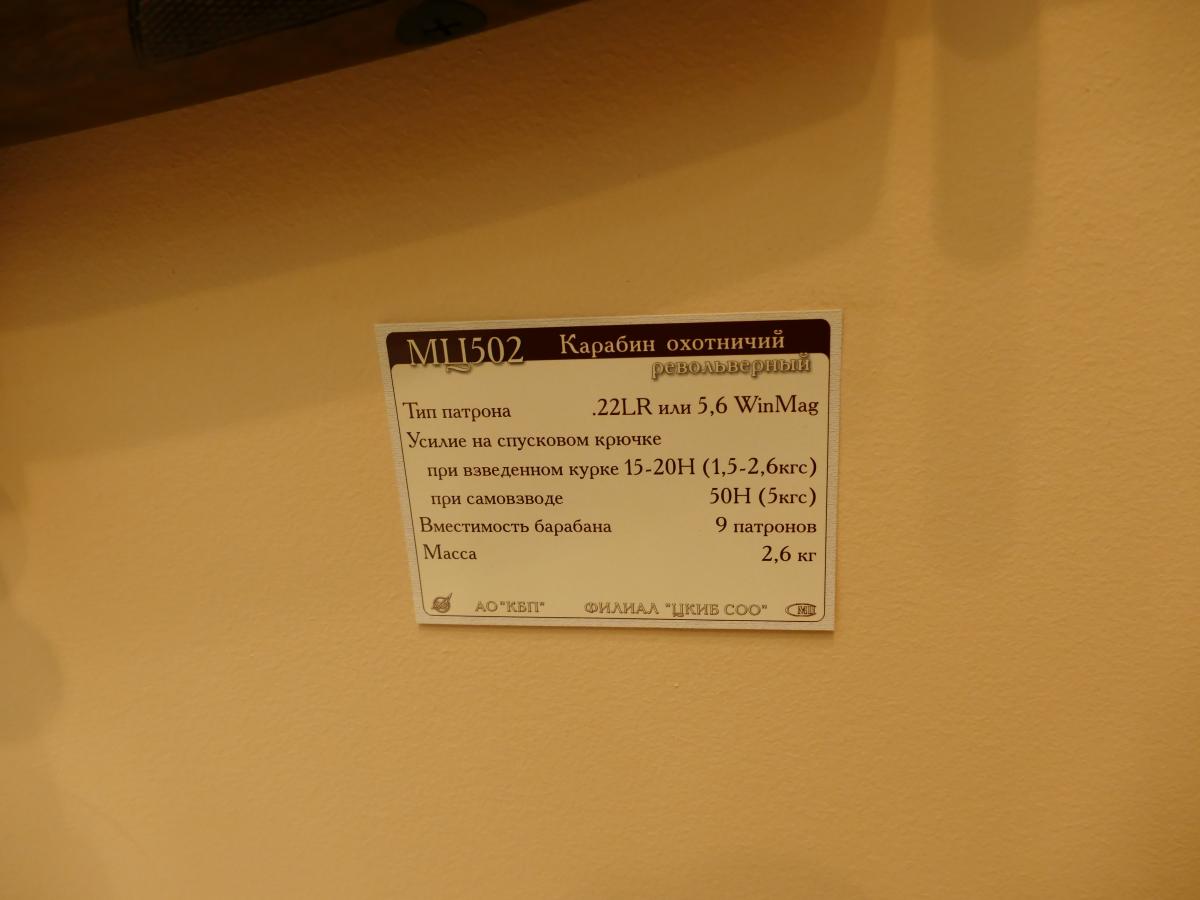 МЦ502 Карабин охотничий
револьверный
Тип патрона .22LR или 5,6 WinMag
Усилие на спусковом крючке
при взведенном курке 15-20Н (1,5-2,6кгс)
при самовзводе 50Н (5кгс)
Вместимость барабана 9 патронов
Масса 2,6 кг
АО "КБП" ФИЛИАЛ "ЦКИБ СОО" МЦ